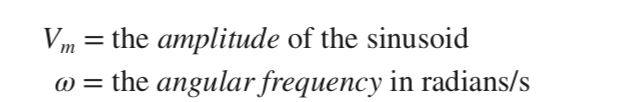 Vm = the amplitude of the sinusoid
ω = the angular frequency in radians/s